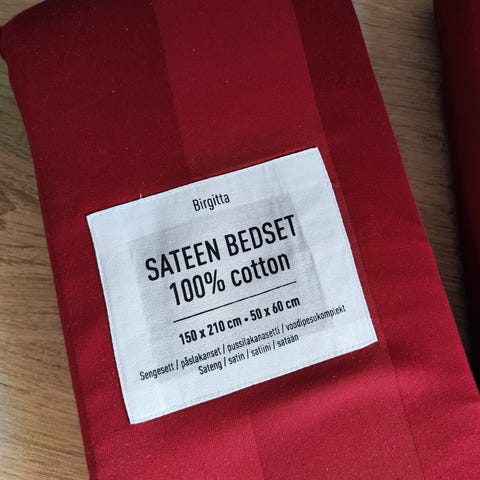 Birgitta
SATEEN BEDSET
100% cotton
150 x 210 cm • 50 x 60 cm
Sengesett / påslakanset / pussilakanasetti / voodipesukomplekt
Sateng / satin / satiini / satään